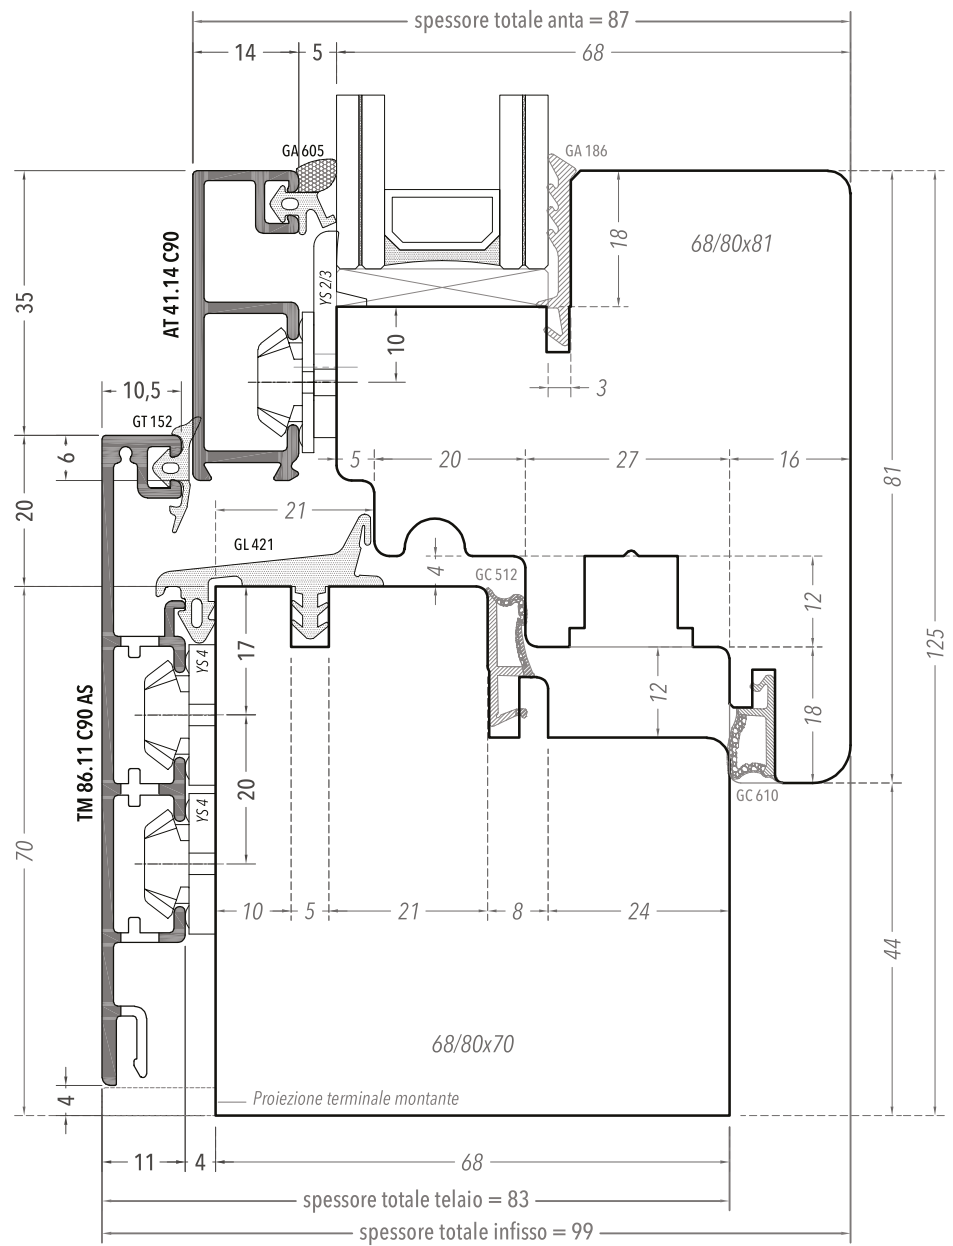 spessore totale anta = 87
14
5
68
GA 605
GA 186
18
68/80x81
AT 41.14 C90
YS 2/3
35
10
10,5
3
GT 152
6
5
20
27
16
81
20
21
GL 421
4
GC 512
12
125
17
YS 4
12
18
TM 86.11 C90 AS
20
YS 4
GC 610
70
10
5
21
8
24
44
68/80x70
4
Proiezione terminale montante
11
4
68
spessore totale telaio = 83
spessore totale infisso = 99